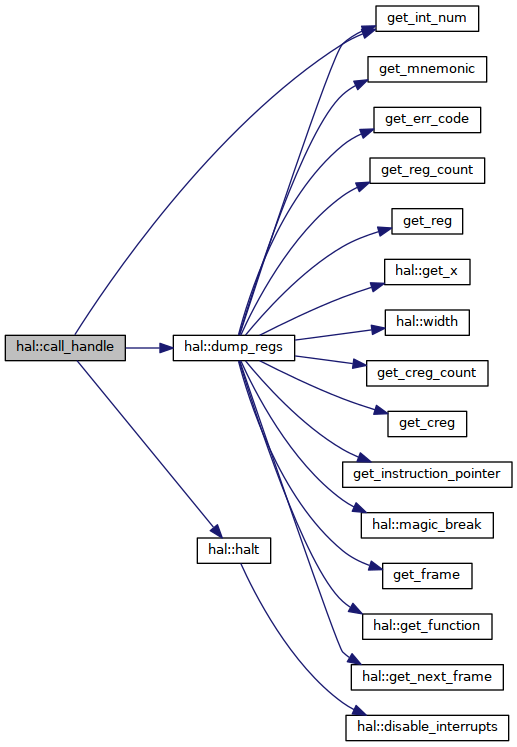 get_int_num
get_mnemonic
get_err_code
get_reg_count
get_reg
hal::get_x
hal::width
hal::call_handle
hal::dump_regs
get_creg_count
get_creg
get_instruction_pointer
hal::magic_break
hal::halt
get_frame
hal::get_function
hal::get_next_frame
hal::disable_interrupts